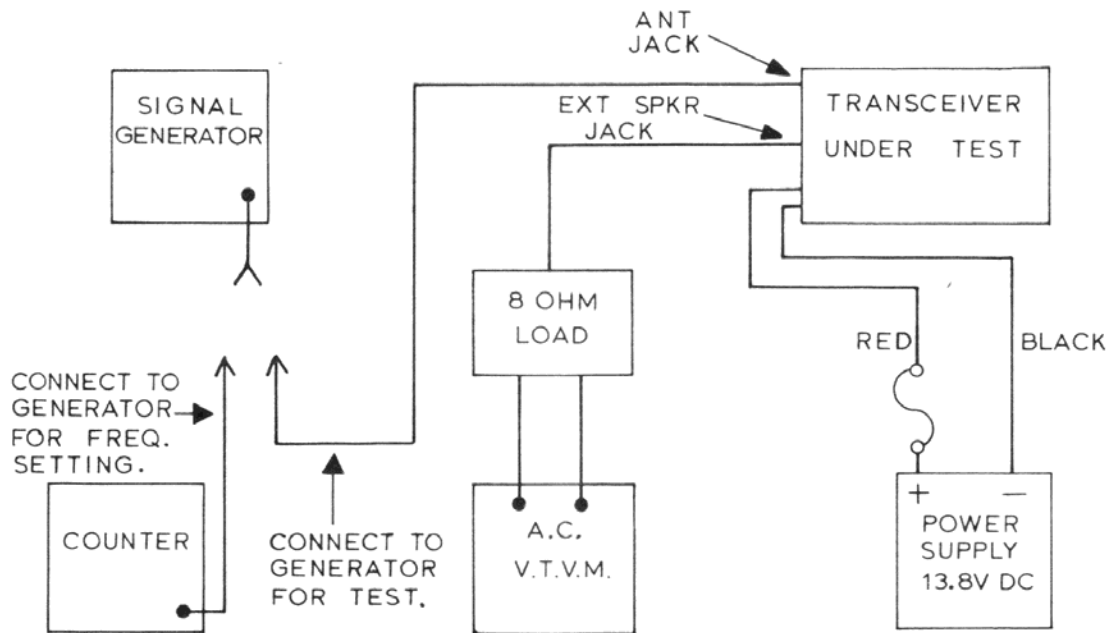 ANT
JACK
SIGNAL
GENERATOR
EXT SPKR
JACK
TRANSCEIVER
UNDER TEST
8 OHM
LOAD
RED
BLACK
CONNECT TO
GENERATOR
FOR FREQ.
SETTING.
COUNTER
CONNECT TO
GENERATOR
FOR TEST.
A.C.
V.T.V.M.
+ —
POWER
SUPPLY
13.8V DC